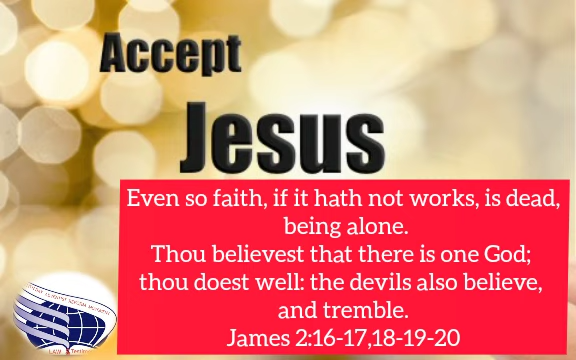 Accept
Jesus
Even so faith, if it hath not works, is dead,
being alone.
Thou believest that there is one God;
thou doest well: the devils also believe,
and tremble.
James 2:16-17,18-19-20
LAW